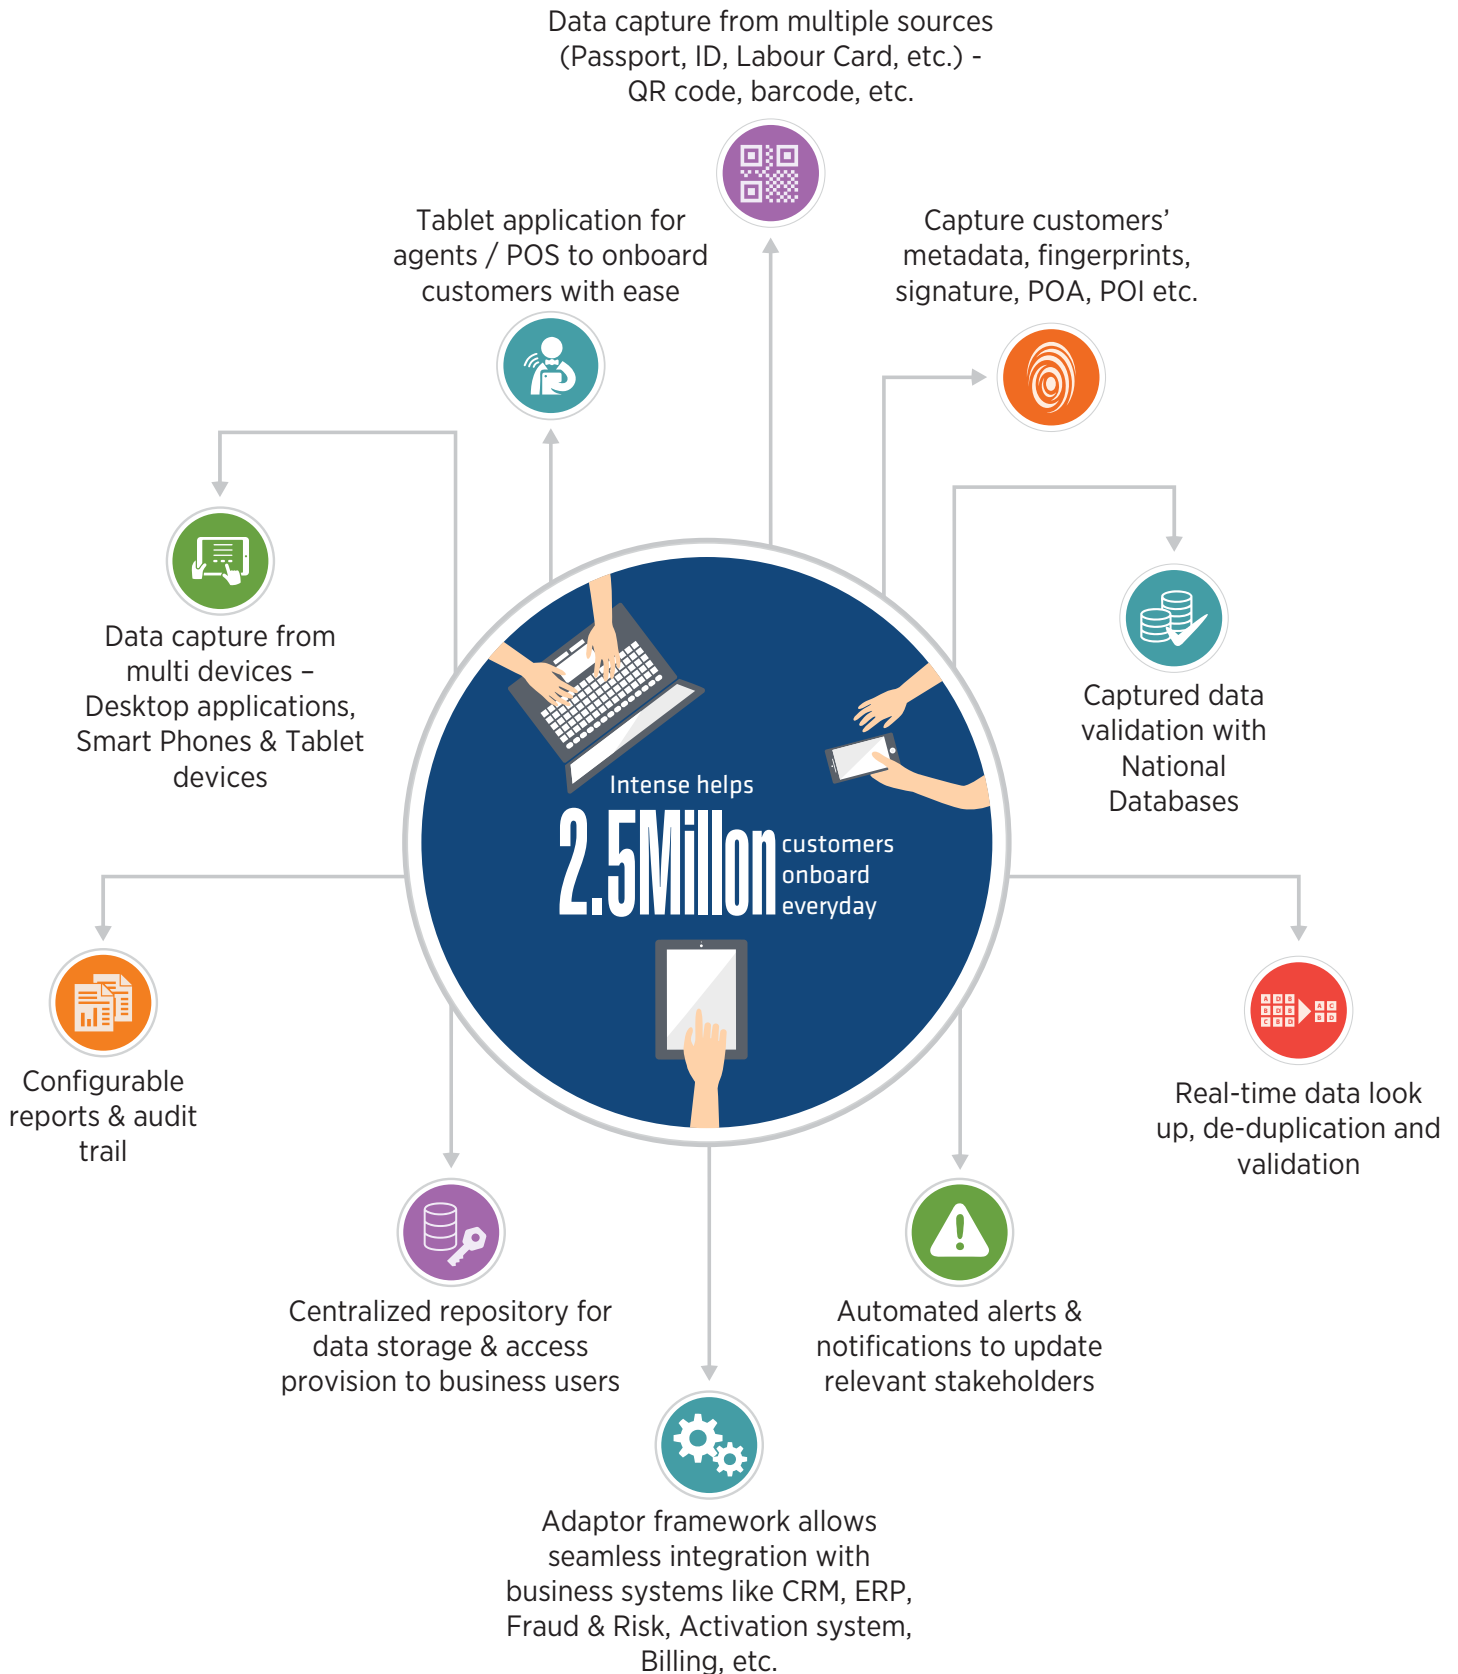 Data capture from multiple sources
(Passport, ID, Labour Card, etc.) -
QR code, barcode, etc.
Tablet application for
agents / POS to onboard
customers with ease
Capture customers’
metadata, fingerprints,
signature, POA, POI etc.
Data capture from
multi devices –
Desktop applications,
Smart Phones & Tablet
devices
Captured data
validation with
National
Databases
Intense helps
2.5Millon
customers
onboard
everyday
Configurable
reports & audit
trail
A D B
B D B
C B D
A C
B D
Real-time data look
up, de-duplication and
validation
Centralized repository for
data storage & access
provision to business users
Automated alerts &
notifications to update
relevant stakeholders
Adaptor framework allows
seamless integration with
business systems like CRM, ERP,
Fraud & Risk, Activation system,
Billing, etc.